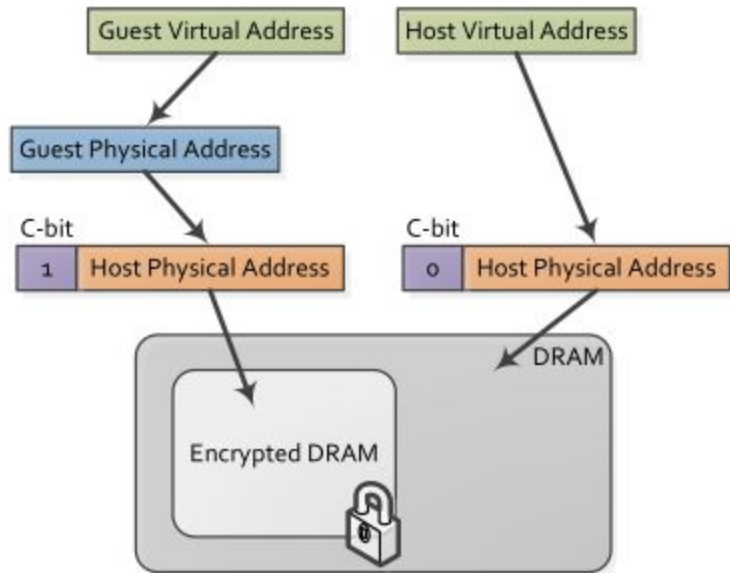 Guest Virtual Address
Host Virtual Address
Guest Physical Address
C-bit
1 Host Physical Address
C-bit
0 Host Physical Address
DRAM
Encrypted DRAM